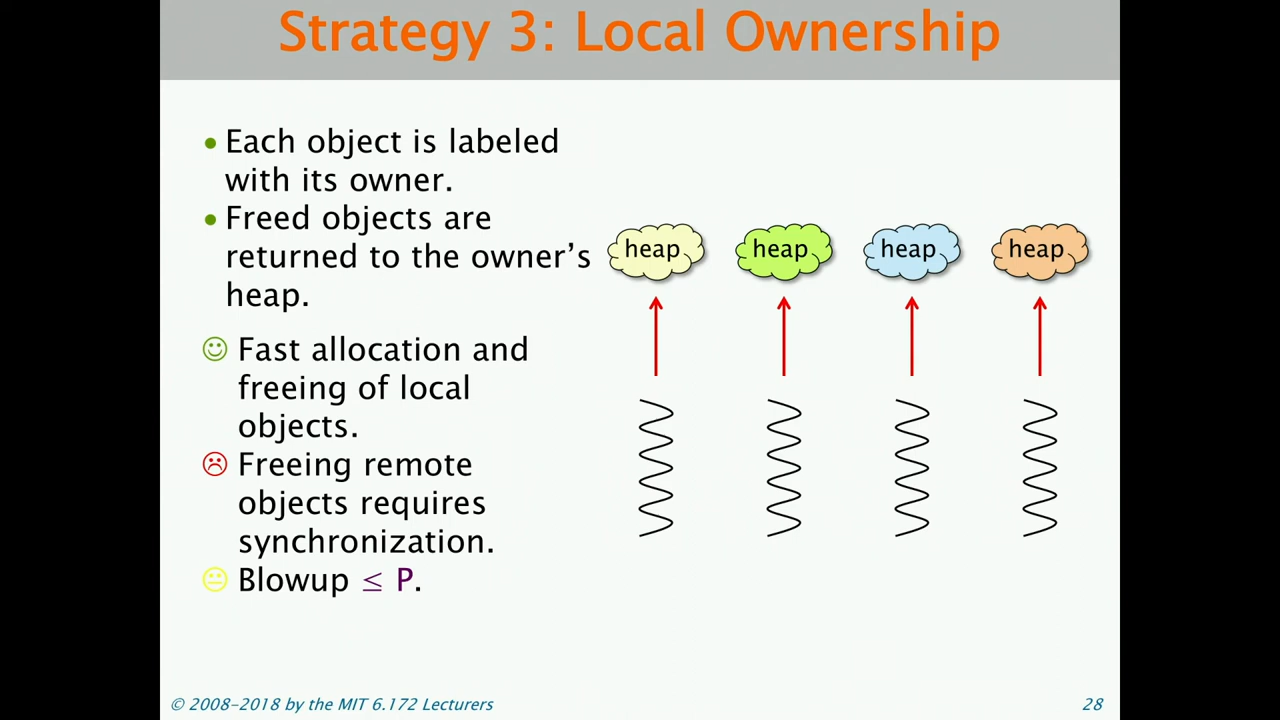 Strategy 3: Local Ownership
• Each object is labeled
with its owner.
• Freed objects are
returned to the owner's
heap.
☺ Fast allocation and
freeing of local
objects.
☹ Freeing remote
objects requires
synchronization.
😐 Blowup ≤ P.
heap heap heap heap
© 2008-2018 by the MIT 6.172 Lecturers
28